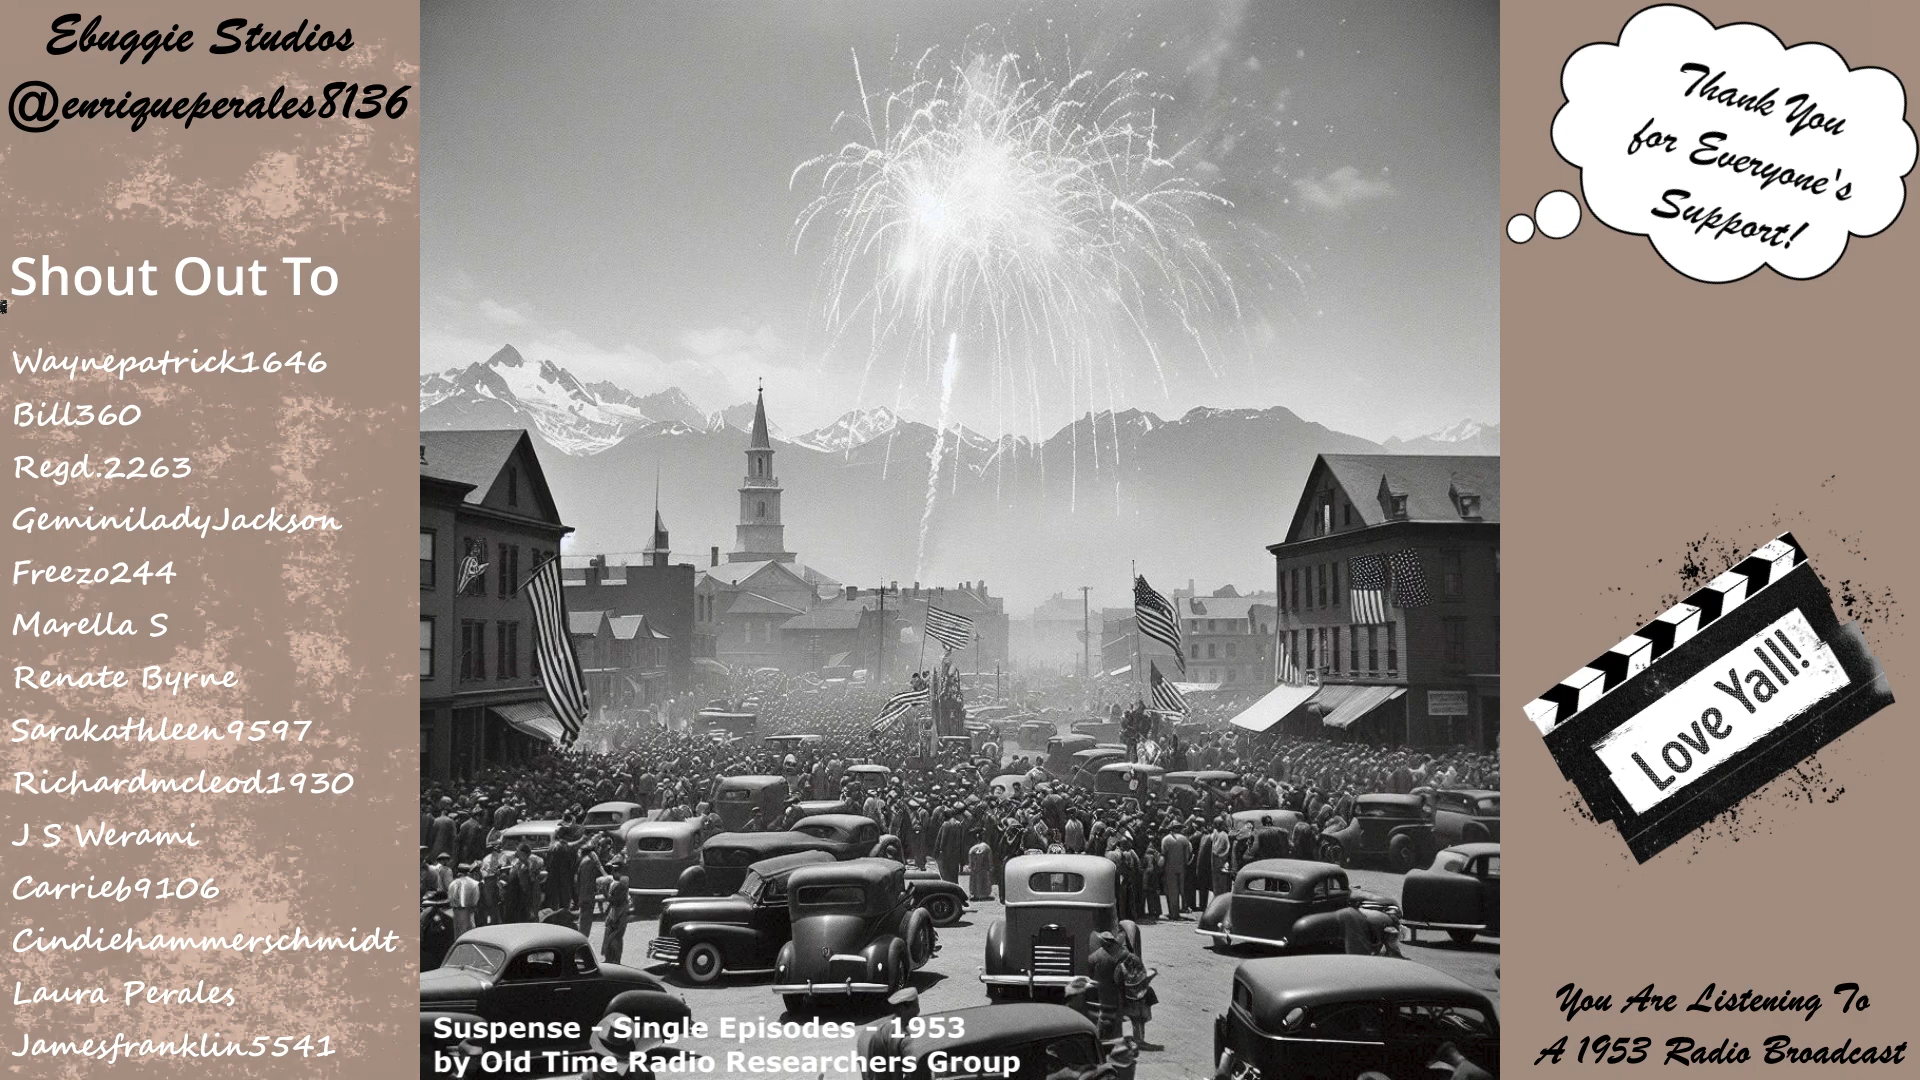 Ebuggie Studios
@enriqueperales8136
Shout Out To
Waynepatrick1646
Bill360
Regd.2263
GeminiladyJackson
Freezo244
Marella S
Renate Byrne
Sarakathleen9597
Richardmcleod1930
J S Werami
Carrieb9106
Cindiehammerschmidt
Laura Perales
Jamesfranklin5541
Suspense - Single Episodes - 1953
by Old Time Radio Researchers Group
Thank You
for Everyone's
Support!
Love Yall!
You Are Listening To
A 1953 Radio Broadcast